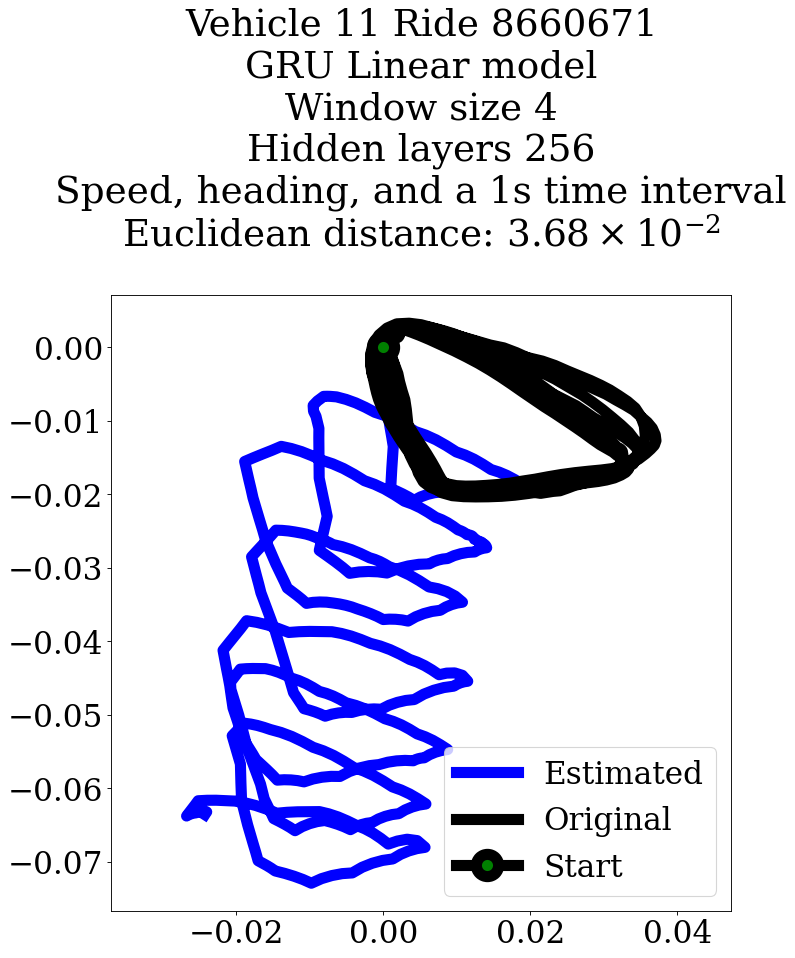 Vehicle 11 Ride 8660671
GRU Linear model
Window size 4
Hidden layers 256
Speed, heading, and a 1s time interval
Euclidean distance: 3.68 × 10⁻²
0.00
−0.01
−0.02
−0.03
−0.04
−0.05
−0.06
−0.07
Estimated
Original
Start
−0.02 0.00 0.02 0.04